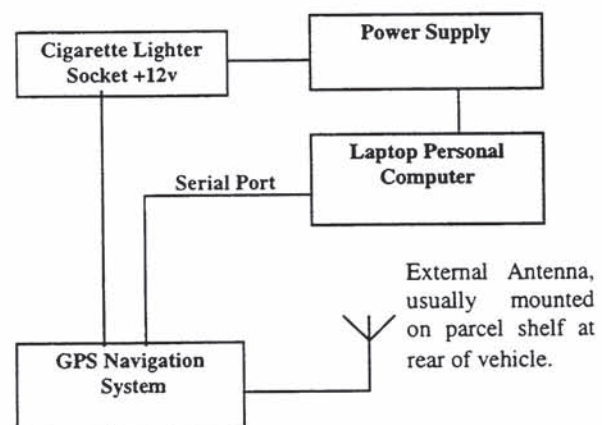 Cigarette Lighter
Socket +12v
Power Supply
Laptop Personal
Computer
Serial Port
External Antenna,
usually mounted
on parcel shelf at
rear of vehicle.
GPS Navigation
System